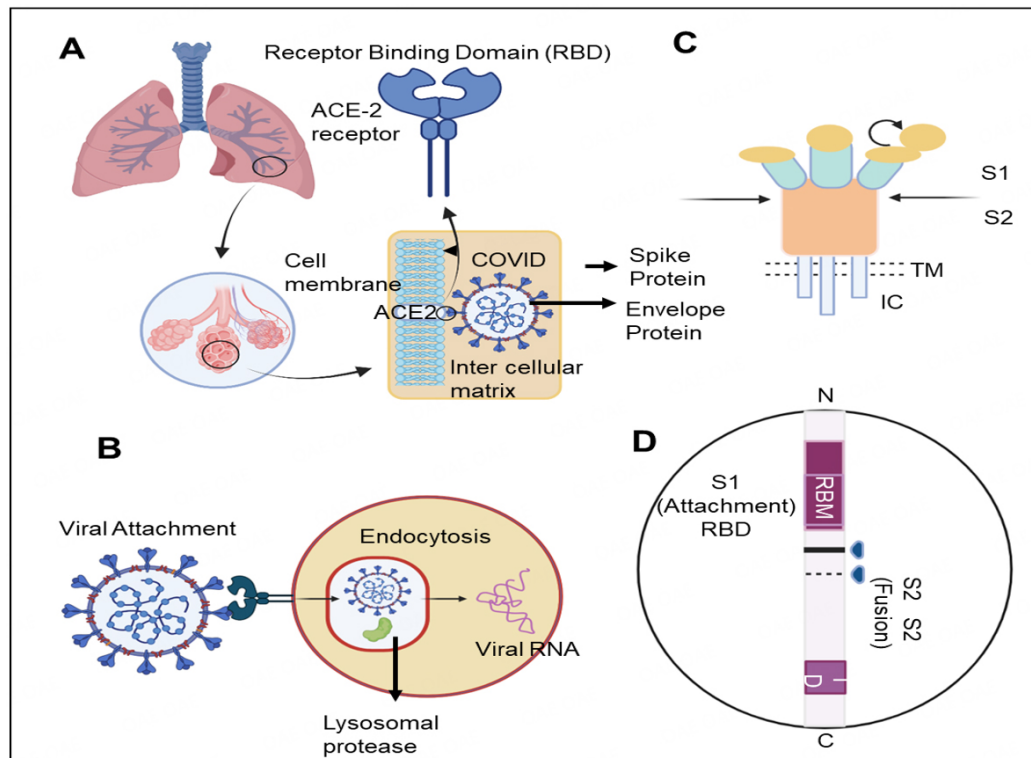 A
Receptor Binding Domain (RBD)
ACE-2
receptor
Cell
membrane
COVID
ACE2
Inter cellular
matrix
Spike
Protein
Envelope
Protein
C
S1
S2
TM
IC
B
Viral Attachment
Endocytosis
Viral RNA
Lysosomal
protease
D
N
S1
(Attachment)
RBD
RBM
S2 S2
(Fusion)
I
D
C